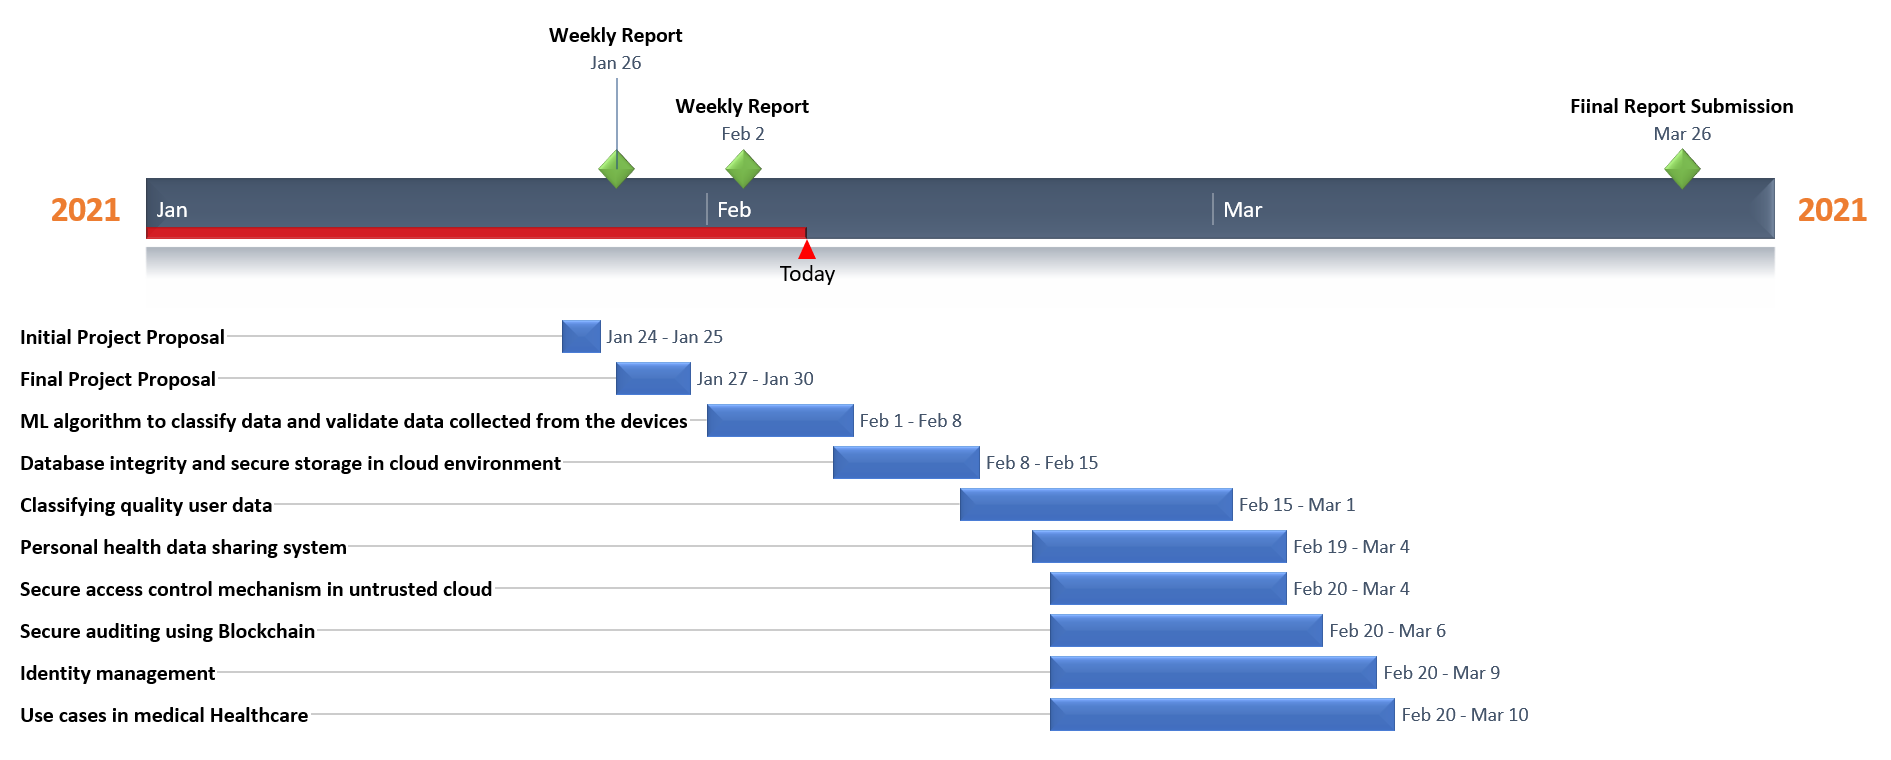 Weekly Report
Jan 26
Weekly Report
Feb 2
Fiinal Report Submission
Mar 26
2021 Jan Feb Mar 2021
Today
Initial Project Proposal Jan 24 - Jan 25
Final Project Proposal Jan 27 - Jan 30
ML algorithm to classify data and validate data collected from the devices Feb 1 - Feb 8
Database integrity and secure storage in cloud environment Feb 8 - Feb 15
Classifying quality user data Feb 15 - Mar 1
Personal health data sharing system Feb 19 - Mar 4
Secure access control mechanism in untrusted cloud Feb 20 - Mar 4
Secure auditing using Blockchain Feb 20 - Mar 6
Identity management Feb 20 - Mar 9
Use cases in medical Healthcare Feb 20 - Mar 10